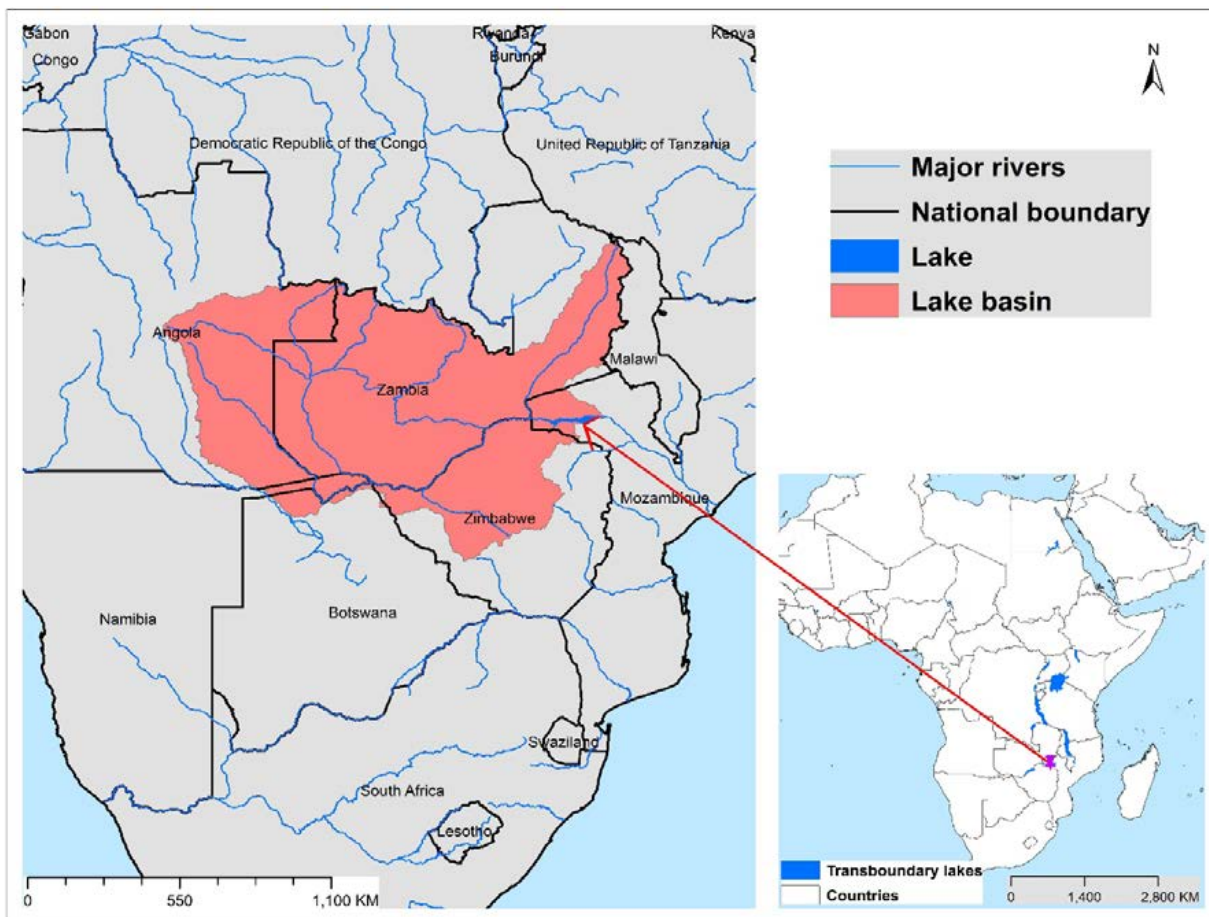 Gabon
Congo
Rwanda
Burundi
Kenya
Democratic Republic of the Congo
United Republic of Tanzania
Angola
Zambia
Malawi
Mozambique
Zimbabwe
Namibia
Botswana
Swaziland
South Africa
Lesotho
0 550 1,100 KM
N
Major rivers
National boundary
Lake
Lake basin
Transboundary lakes
Countries
0 1,400 2,800 KM